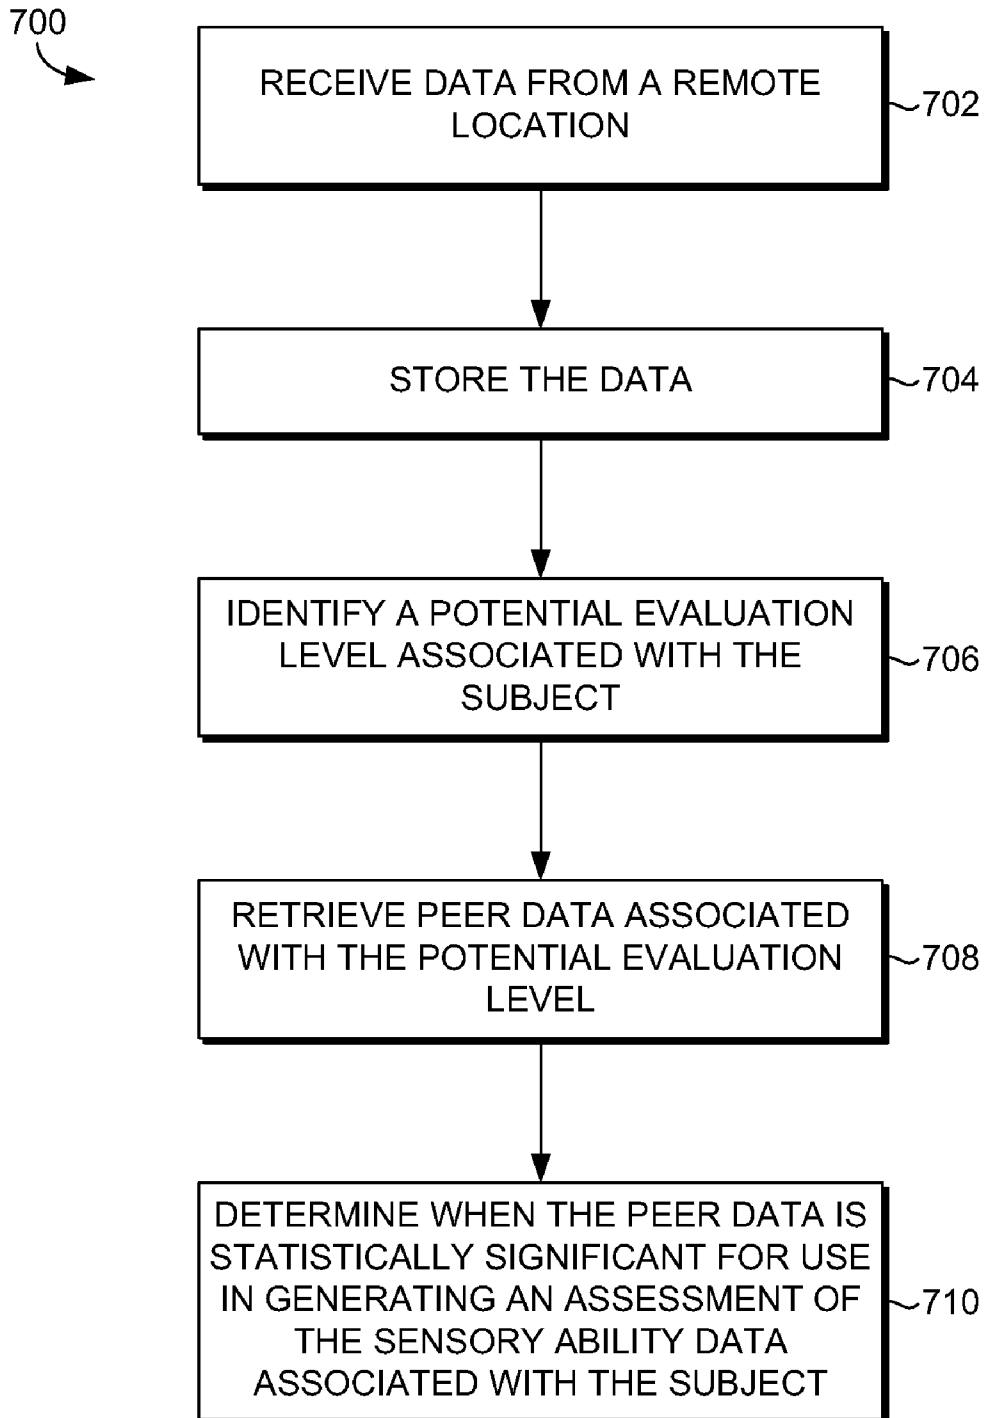 700
RECEIVE DATA FROM A REMOTE
LOCATION
702
STORE THE DATA
704
IDENTIFY A POTENTIAL EVALUATION
LEVEL ASSOCIATED WITH THE
SUBJECT
706
RETRIEVE PEER DATA ASSOCIATED
WITH THE POTENTIAL EVALUATION
LEVEL
708
DETERMINE WHEN THE PEER DATA IS
STATISTICALLY SIGNIFICANT FOR USE
IN GENERATING AN ASSESSMENT OF
THE SENSORY ABILITY DATA
ASSOCIATED WITH THE SUBJECT
710